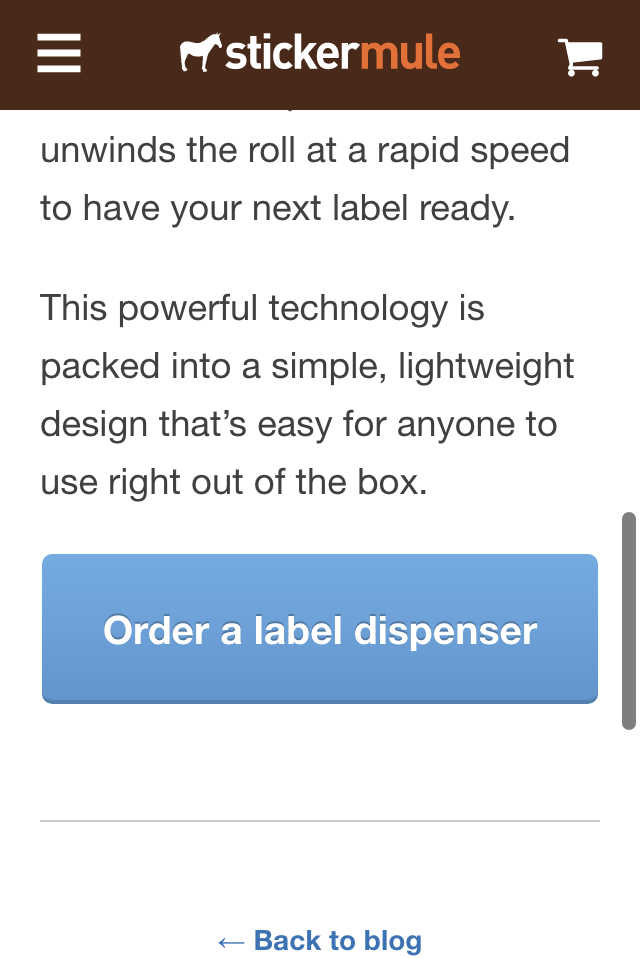 stickermule
unwinds the roll at a rapid speed
to have your next label ready.
This powerful technology is
packed into a simple, lightweight
design that’s easy for anyone to
use right out of the box.
Order a label dispenser
← Back to blog